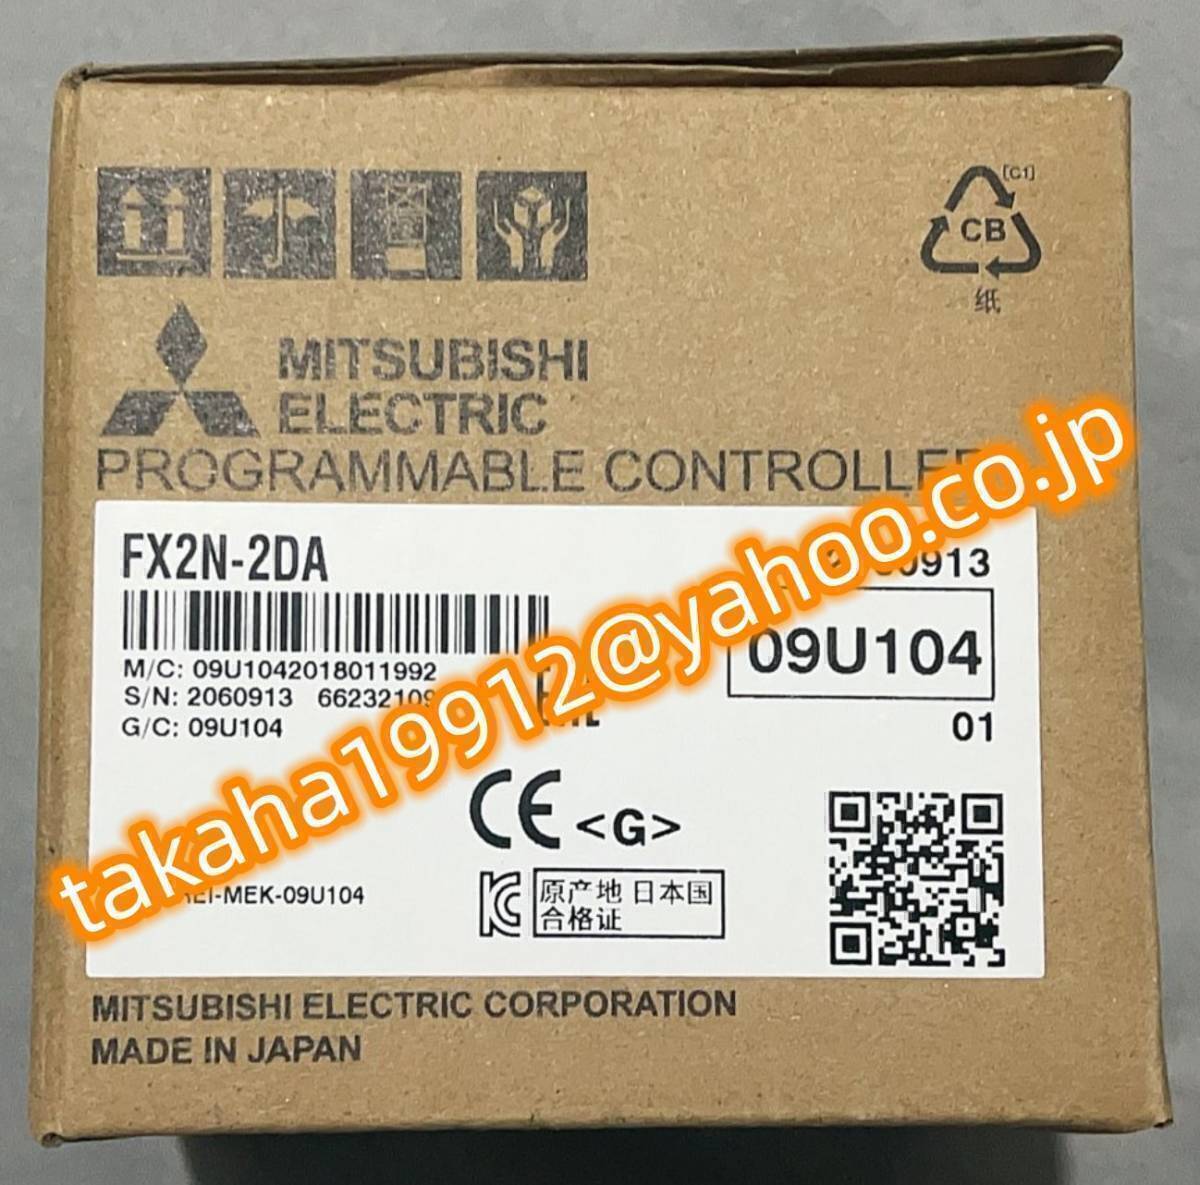 [C1]
CB
纸
MITSUBISHI
ELECTRIC
PROGRAMMABLE CONTROLLER
FX2N-2DA
09U104
M/C: 09U1042018011992
S/N: 2060913
G/C: 09U104
01
takaha19912@yahoo.co.jp
CE <G>
-MEK-09U104
原产地 日本国
合格证
MITSUBISHI ELECTRIC CORPORATION
MADE IN JAPAN